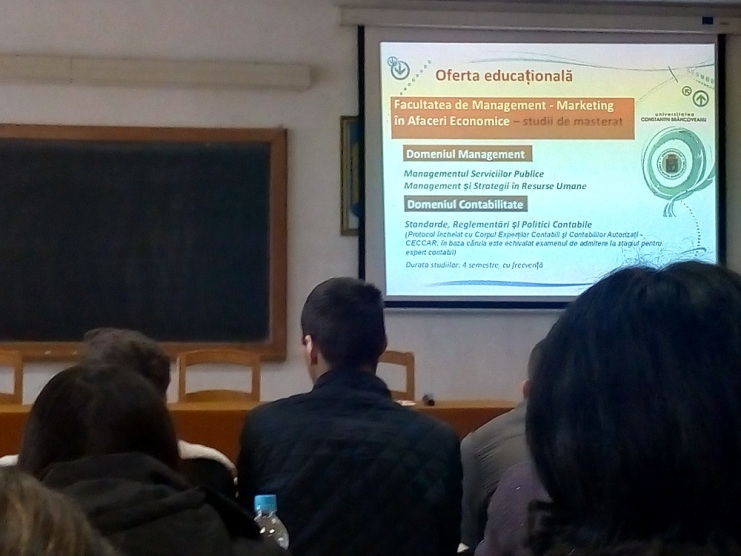 Oferta educațională
Facultatea de Management - Marketing
în Afaceri Economice – studii de masterat
universitatea
CONSTANTIN BRÂNCOVEANU
Domeniul Management
Managementul Serviciilor Publice
Management și Strategii în Resurse Umane
Domeniul Contabilitate
Standarde, Reglementări și Politici Contabile
(Protocol încheiat cu Corpul Experților Contabili și Contabililor Autorizați -
CECCAR, în baza căruia este echivalat examenul de admitere la stagiul pentru
expert contabil)
Durata studiilor: 4 semestre, cu frecvență